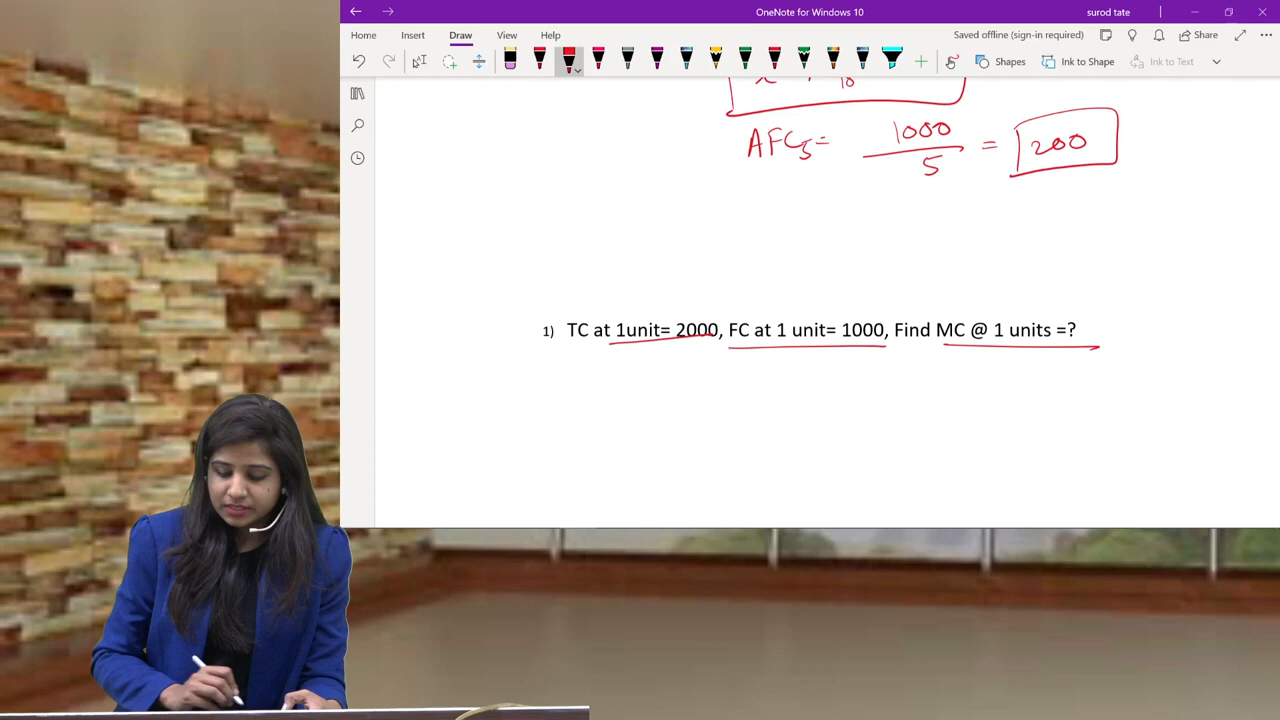 OneNote for Windows 10
surod tate
Home Insert Draw View Help
Saved offline (sign-in required)
Share
Shapes
Ink to Shape
Ink to Text
10
AFC5= 1000/5 = 200
1) TC at 1unit= 2000, FC at 1 unit= 1000, Find MC @ 1 units =?